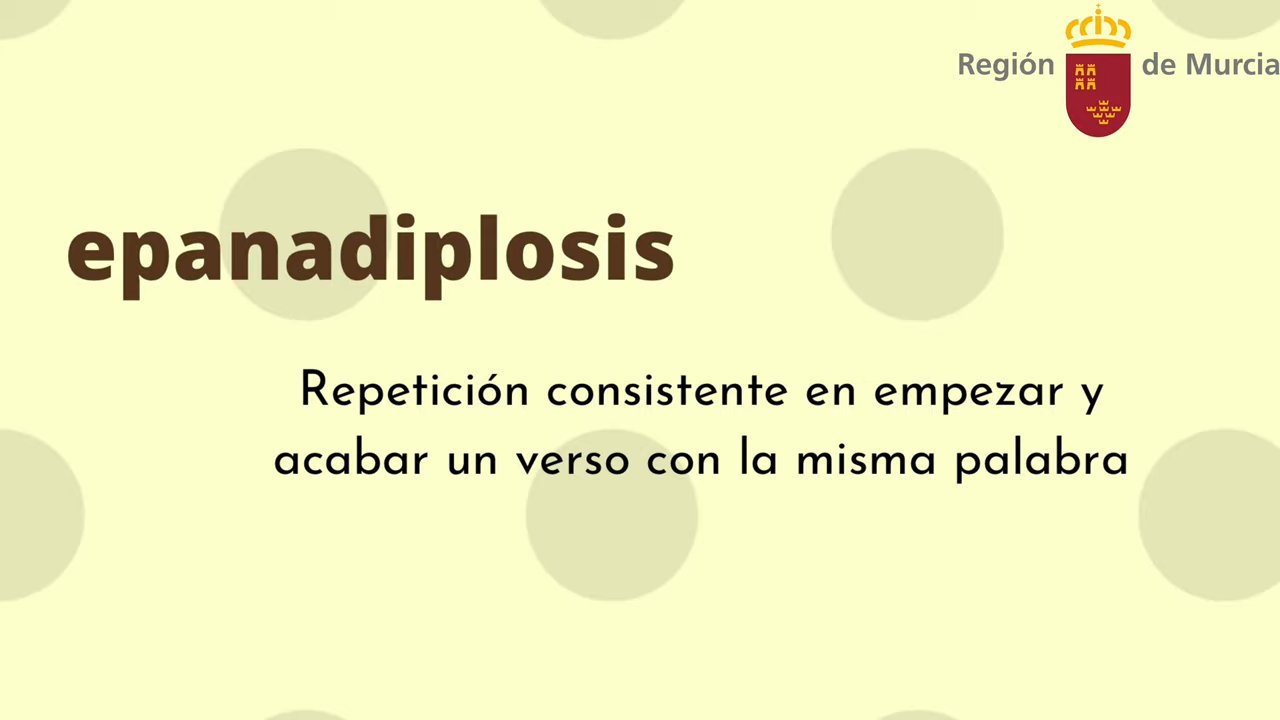 Región de Murcia
epanadiplosis
Repetición consistente en empezar y
acabar un verso con la misma palabra